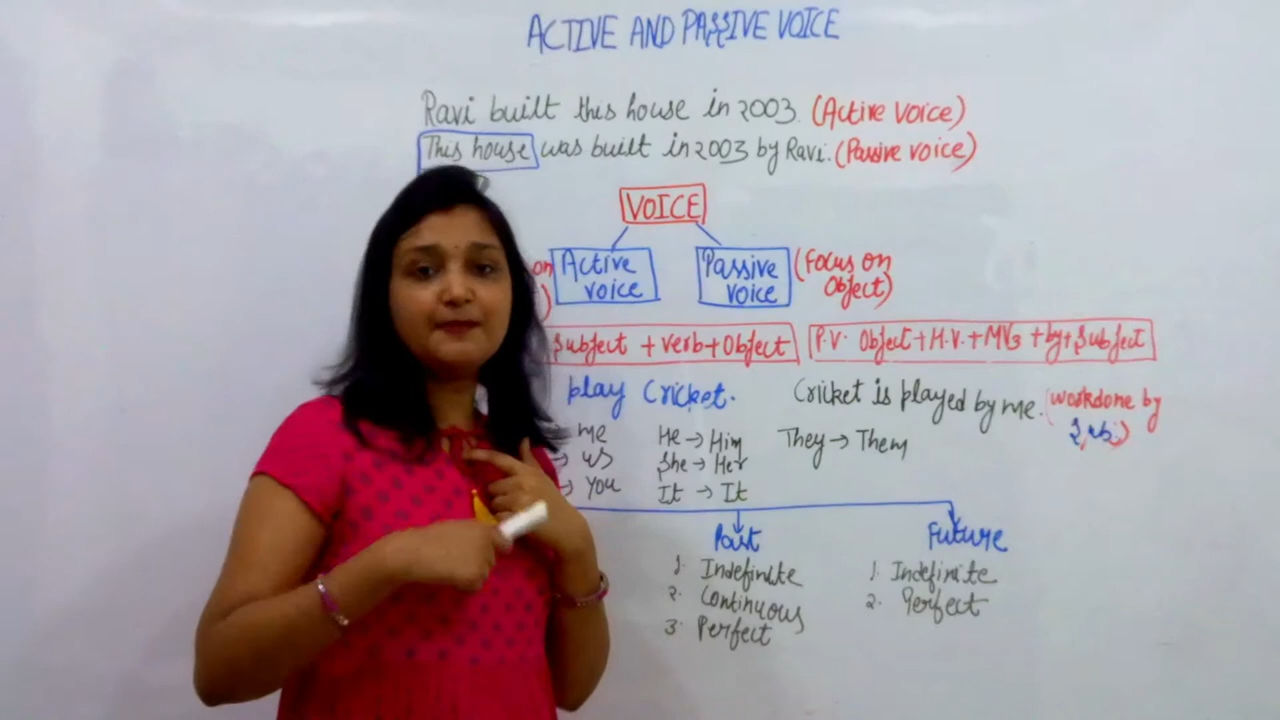 ACTIVE AND PASSIVE VOICE
Ravi built this house in 2003. (Active voice)
This house was built in 2003 by Ravi. (Passive voice)
VOICE
on Active voice
Passive voice
(Focus on Object)
Subject + verb + Object
P.V. Object + H.V. + MV3 + by + Subject
play Cricket.
Cricket is played by me. (workdone by Sub.)
me
He → Him
They → Them
→ us
She → Her
→ you
It → It
Past
Future
1. Indefinite
1. Indefinite
2. Continuous
2. Perfect
3. Perfect